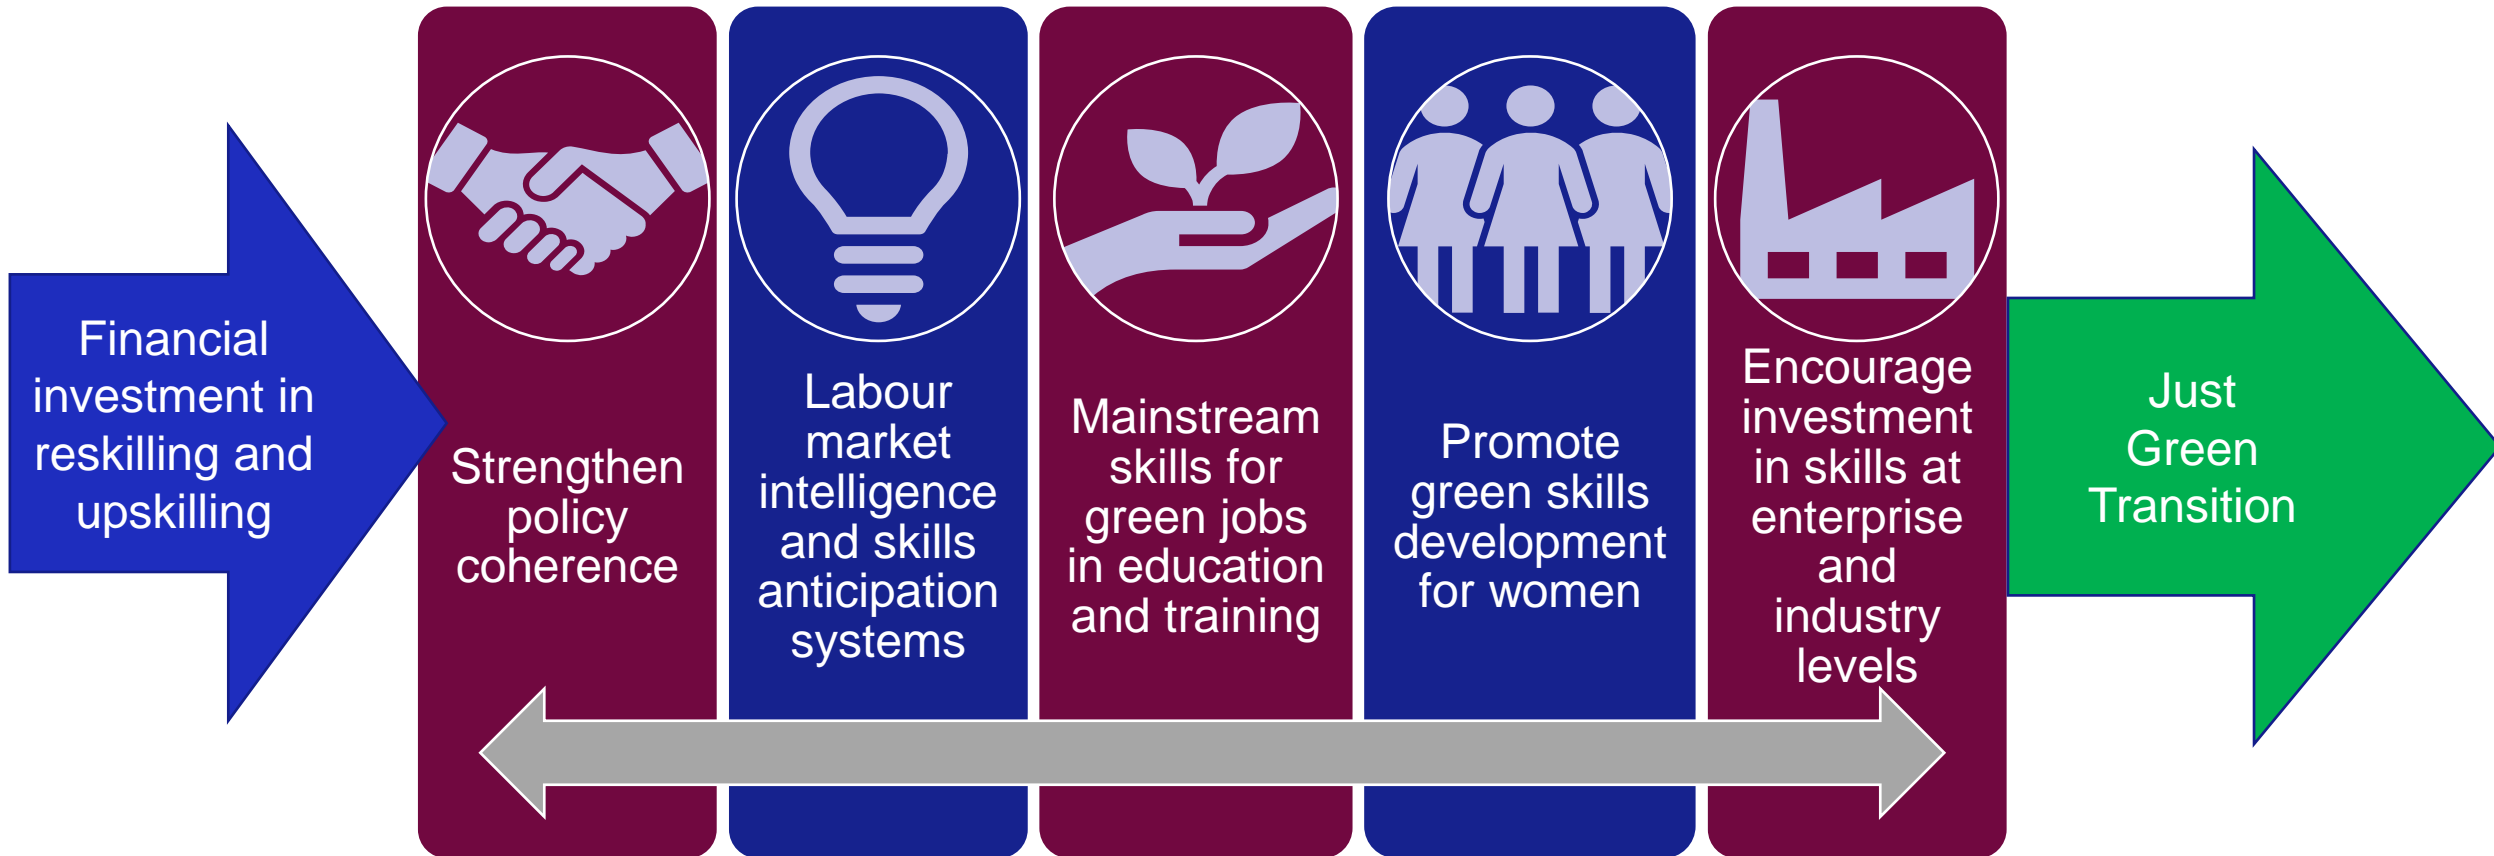 Financial
investment in
reskilling and
upskilling
Strengthen
policy
coherence
Labour
market
intelligence
and skills
anticipation
systems
Mainstream
skills for
green jobs
in education
and training
Promote
green skills
development
for women
Encourage
investment
in skills at
enterprise
and
industry
levels
Just
Green
Transition